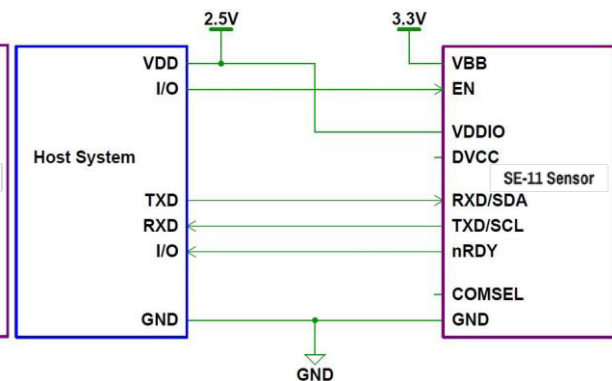 2.5V
3.3V
VDD
I/O
Host System
TXD
RXD
I/O
GND
VBB
EN
VDDIO
DVCC
SE-11 Sensor
RXD/SDA
TXD/SCL
nRDY
COMSEL
GND
GND